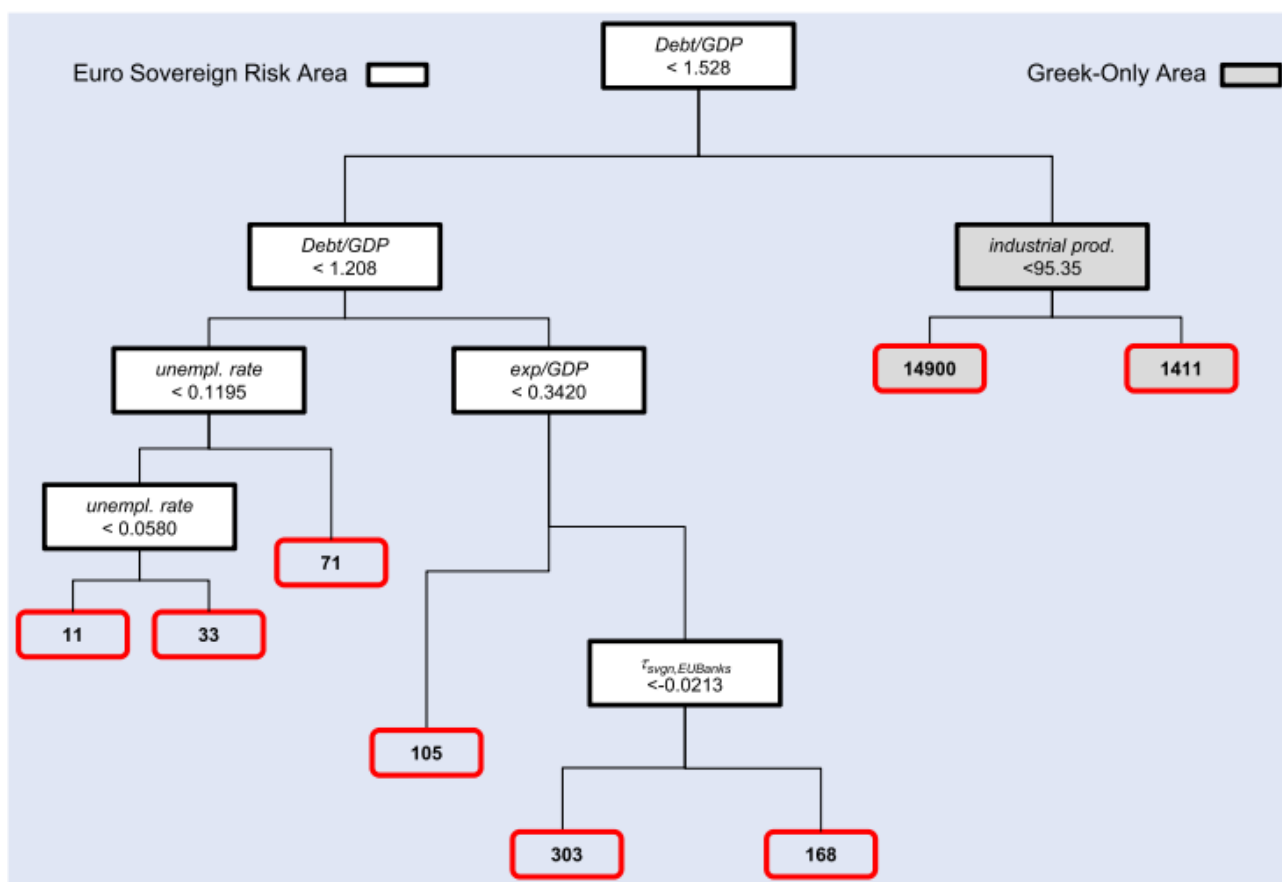 Debt/GDP
< 1.528
Euro Sovereign Risk Area
Greek-Only Area
Debt/GDP
< 1.208
industrial prod.
<95.35
unempl. rate
< 0.1195
exp/GDP
< 0.3420
14900
1411
unempl. rate
< 0.0580
71
11
33
τsvgn,EUBanks
<-0.0213
105
303
168